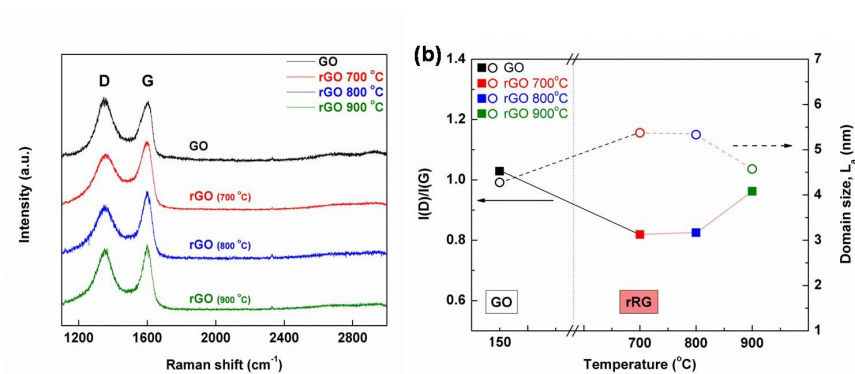 D G
GO
rGO 700 °C
rGO 800 °C
rGO 900 °C
GO
rGO (700 °C)
rGO (800 °C)
rGO (900 °C)
Intensity (a.u.)
1200 1600 2000 2400 2800
Raman shift (cm-1)
(b)
GO
rGO 700°C
rGO 800°C
rGO 900°C
1.4
1.2
1.0
0.8
0.6
I(D)/I(G)
7
6
5
4
3
2
1
Domain size, La (nm)
GO
rRG
150 700 800 900
Temperature (°C)